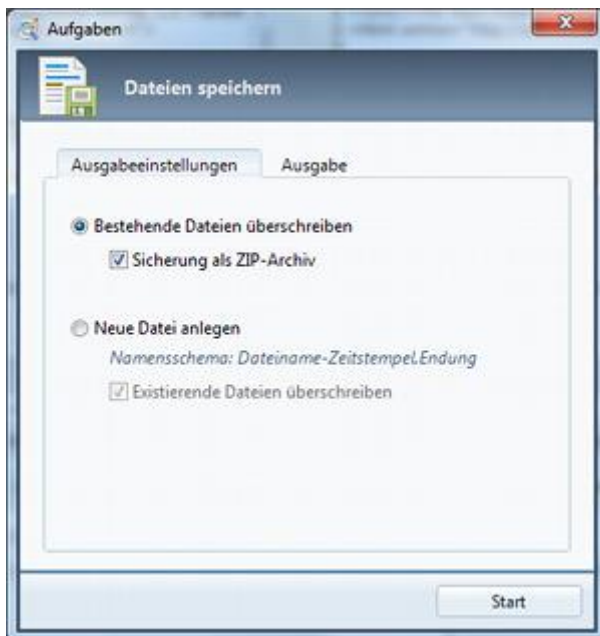 Aufgaben
Dateien speichern
Ausgabeeinstellungen Ausgabe
Bestehende Dateien überschreiben
Sicherung als ZIP-Archiv
Neue Datei anlegen
Namensschema: Dateiname-Zeitstempel.Endung
Existierende Dateien überschreiben
Start